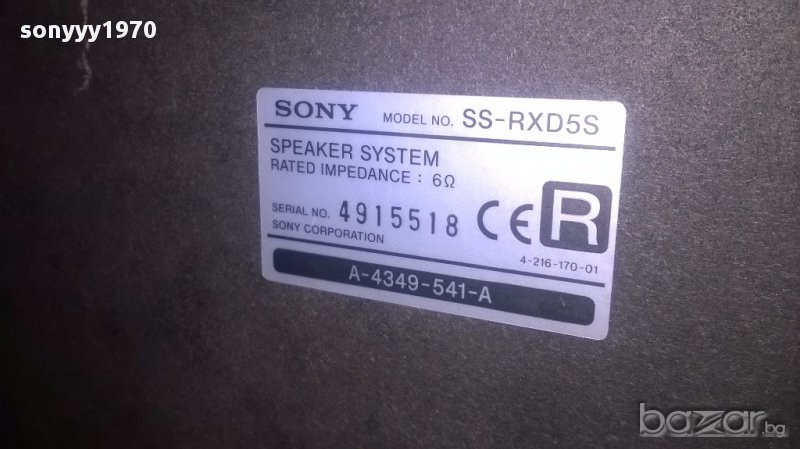 sonyyy1970
SONY MODEL NO. SS-RXD5S
SPEAKER SYSTEM
RATED IMPEDANCE : 6Ω
SERIAL NO. 4915518 CE R
SONY CORPORATION
4-216-170-01
A-4349-541-A
bazar.bg